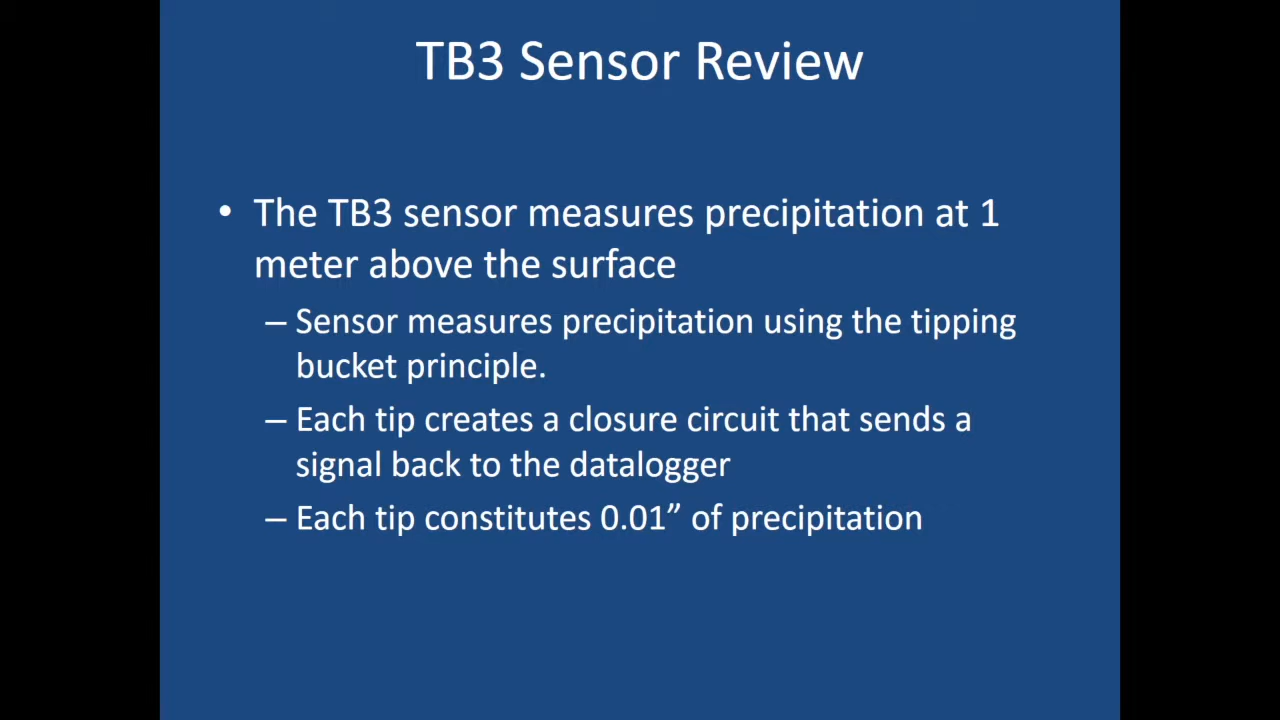 TB3 Sensor Review
• The TB3 sensor measures precipitation at 1
meter above the surface
– Sensor measures precipitation using the tipping
bucket principle.
– Each tip creates a closure circuit that sends a
signal back to the datalogger
– Each tip constitutes 0.01” of precipitation